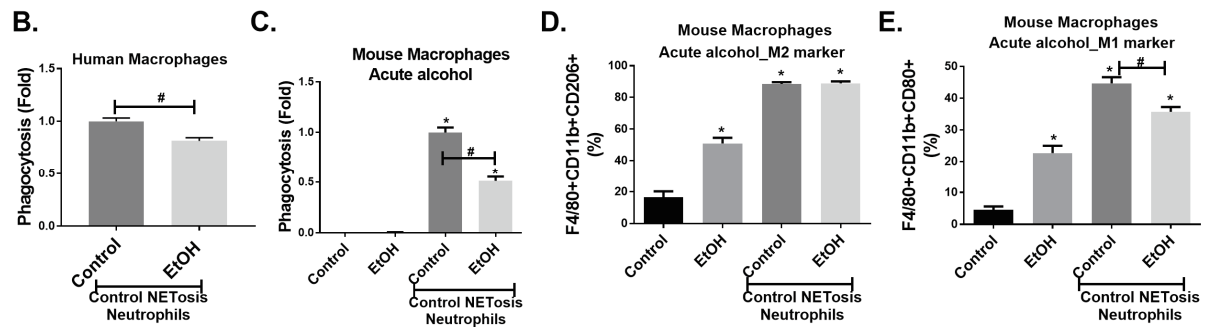 B.
Human Macrophages
Phagocytosis (Fold)
1.5
1.0
0.5
0.0
#
Control
EtOH
Control NETosis
Neutrophils
C.
Mouse Macrophages
Acute alcohol
Phagocytosis (Fold)
1.5
1.0
0.5
0.0
*
#
*
Control
EtOH
Control
EtOH
Control NETosis
Neutrophils
D.
Mouse Macrophages
Acute alcohol_M2 marker
F4/80+CD11b+CD206+
(%)
100
80
60
40
20
0
*
*
*
Control
EtOH
Control
EtOH
Control NETosis
Neutrophils
E.
Mouse Macrophages
Acute alcohol_M1 marker
F4/80+CD11b+CD80+
(%)
50
40
30
20
10
0
*
*
#
*
Control
EtOH
Control
EtOH
Control NETosis
Neutrophils